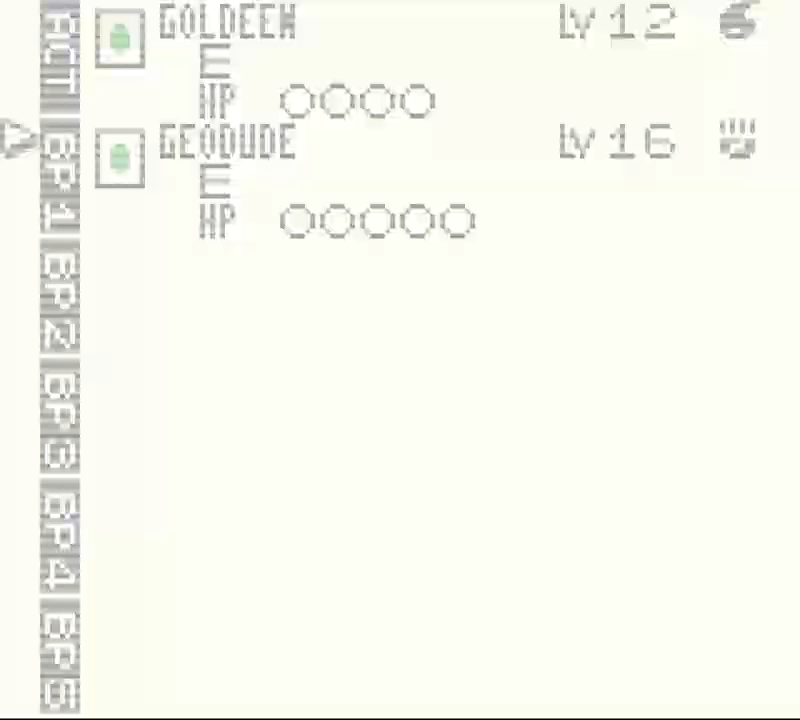 ACT
GOLDEEN Lv12
E
HP
BP1
GEODUDE Lv16
E
HP
BP2
BP3
BP4
BP5